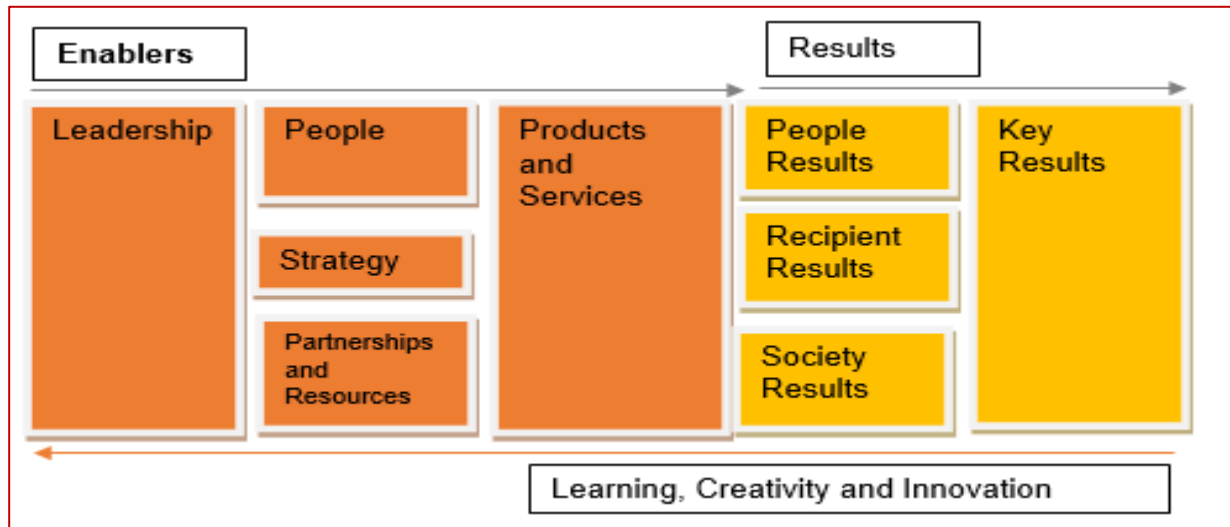 Enablers
Results
Leadership
People
Products
and
Services
People
Results
Key
Results
Strategy
Recipient
Results
Partnerships
and
Resources
Society
Results
Learning, Creativity and Innovation